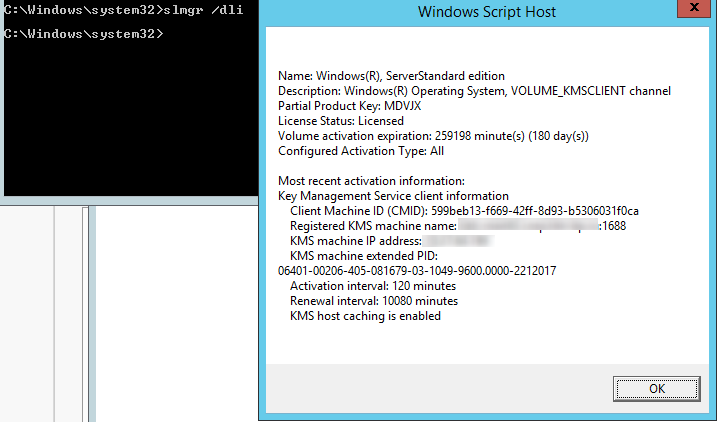 C:\Windows\system32>slmgr /dli
C:\Windows\system32>
Windows Script Host
x
Name: Windows(R), ServerStandard edition
Description: Windows(R) Operating System, VOLUME_KMSCLIENT channel
Partial Product Key: MDVJX
License Status: Licensed
Volume activation expiration: 259198 minute(s) (180 day(s))
Configured Activation Type: All
Most recent activation information:
Key Management Service client information
Client Machine ID (CMID): 599beb13-f669-42ff-8d93-b5306031f0ca
Registered KMS machine name: :1688
KMS machine IP address:
KMS machine extended PID:
06401-00206-405-081679-03-1049-9600.0000-2212017
Activation interval: 120 minutes
Renewal interval: 10080 minutes
KMS host caching is enabled
OK